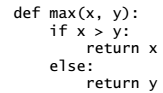 def max(x, y):
    if x > y:
        return x
    else:
        return y